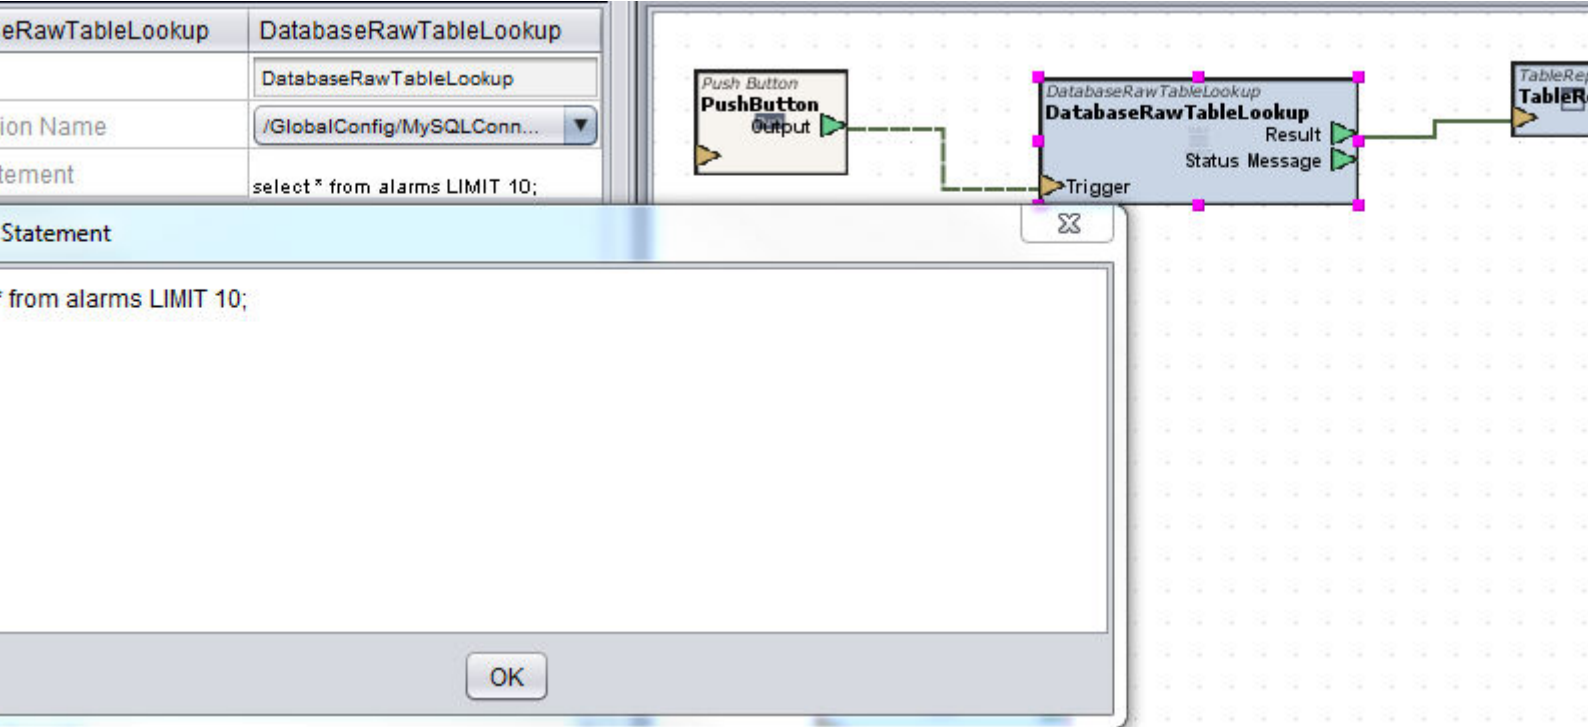 eRawTableLookup DatabaseRawTableLookup
DatabaseRawTableLookup
ion Name /GlobalConfig/MySQLConn...
tement select * from alarms LIMIT 10;
Statement
* from alarms LIMIT 10;
OK
Push Button
PushButton
Output
DatabaseRawTableLookup
DatabaseRawTableLookup
Result
Status Message
Trigger
TableRep
TableR